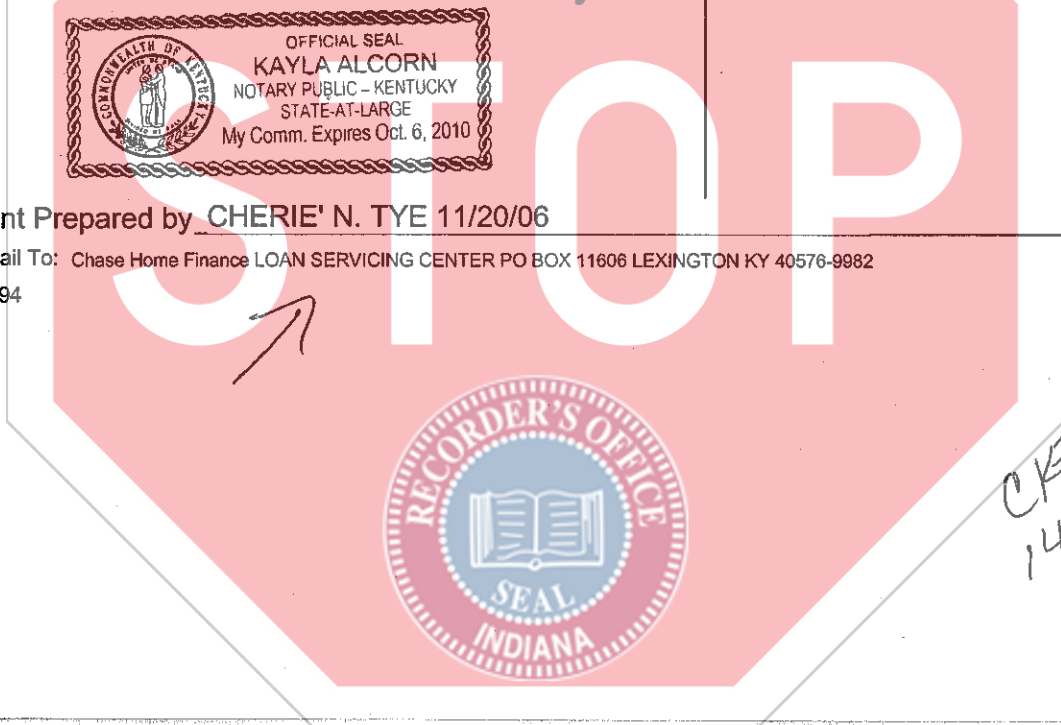 OFFICIAL SEAL
KAYLA ALCORN
NOTARY PUBLIC – KENTUCKY
STATE-AT-LARGE
My Comm. Expires Oct. 6, 2010
COMMONWEALTH OF KENTUCKY
STOP
nt Prepared by CHERIE' N. TYE 11/20/06
ail To: Chase Home Finance LOAN SERVICING CENTER PO BOX 11606 LEXINGTON KY 40576-9982
94
RECORDER'S OFFICE
SEAL
INDIANA
CK
14